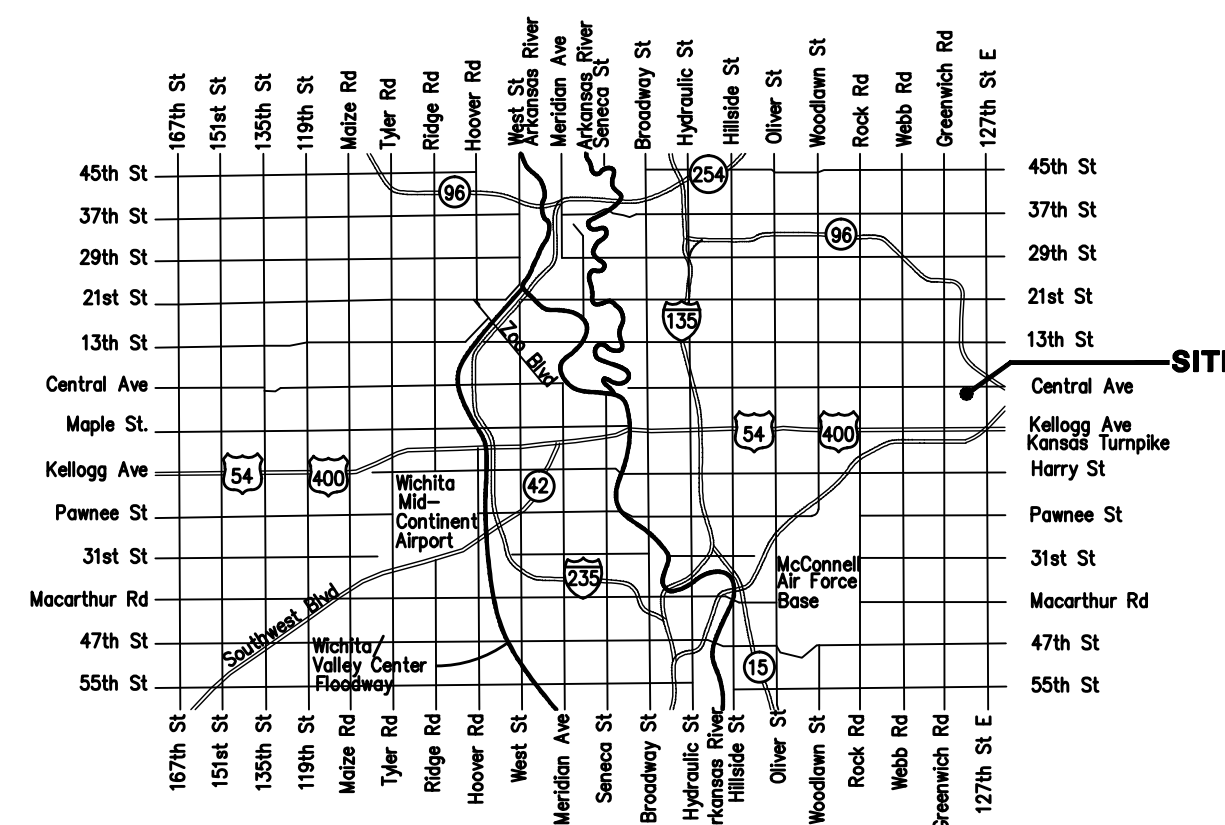 167th St
151st St
135th St
119th St
Maize Rd
Tyler Rd
Ridge Rd
Hoover Rd
West St
Arkansas River
Meridian Ave
Arkansas River
Seneca St
Broadway St
Hydraulic St
Hillside St
Oliver St
Woodlawn St
Rock Rd
Webb Rd
Greenwich Rd
127th St E
45th St
37th St
29th St
21st St
13th St
Central Ave
Maple St.
Kellogg Ave
Pawnee St
31st St
Macarthur Rd
47th St
55th St
96
254
96
135
Zoo Blvd
54
400
54
400
42
Wichita
Mid-
Continent
Airport
235
McConnell
Air Force
Base
Southwest Blvd
Wichita/
Valley Center
Floodway
15
45th St
37th St
29th St
21st St
13th St
SITE
Central Ave
Kellogg Ave
Kansas Turnpike
Harry St
Pawnee St
31st St
Macarthur Rd
47th St
55th St
167th St
151st St
135th St
119th St
Maize Rd
Tyler Rd
Ridge Rd
Hoover Rd
West St
Meridian Ave
Seneca St
Broadway St
Hydraulic St
rkansas River
Hillside St
Oliver St
Woodlawn St
Rock Rd
Webb Rd
Greenwich Rd
127th St E